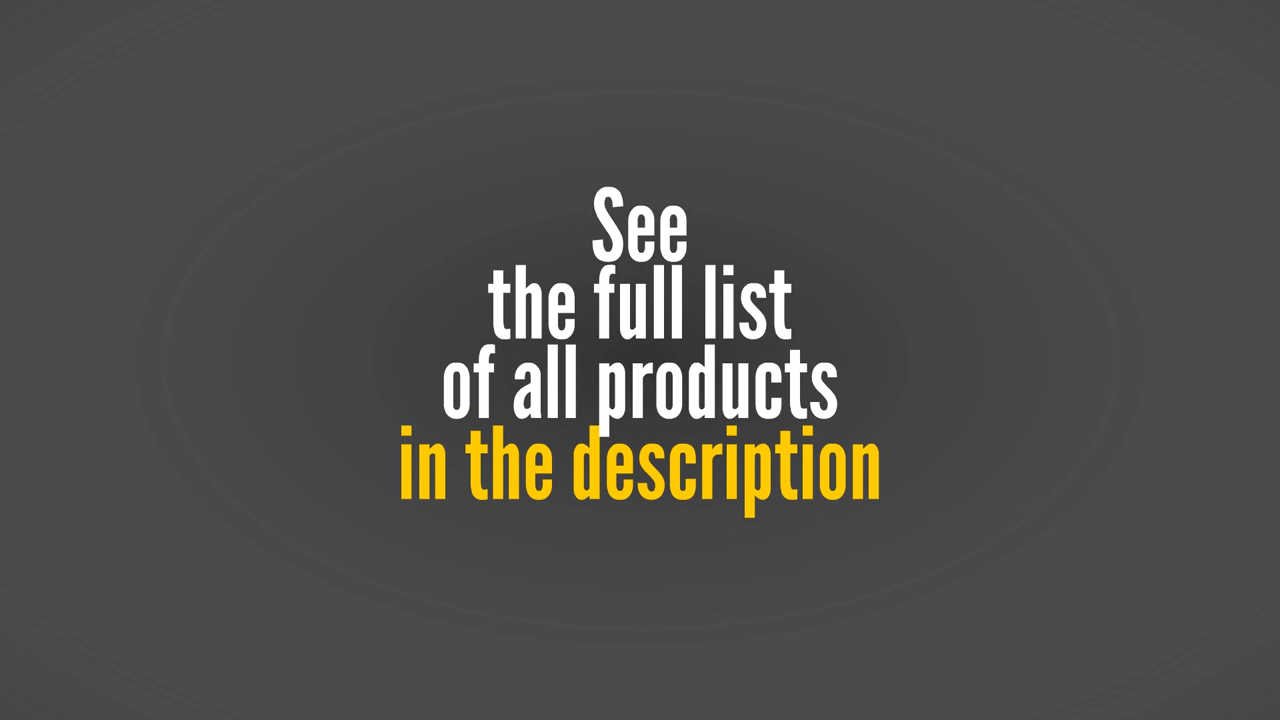 See
the full list
of all products
in the description